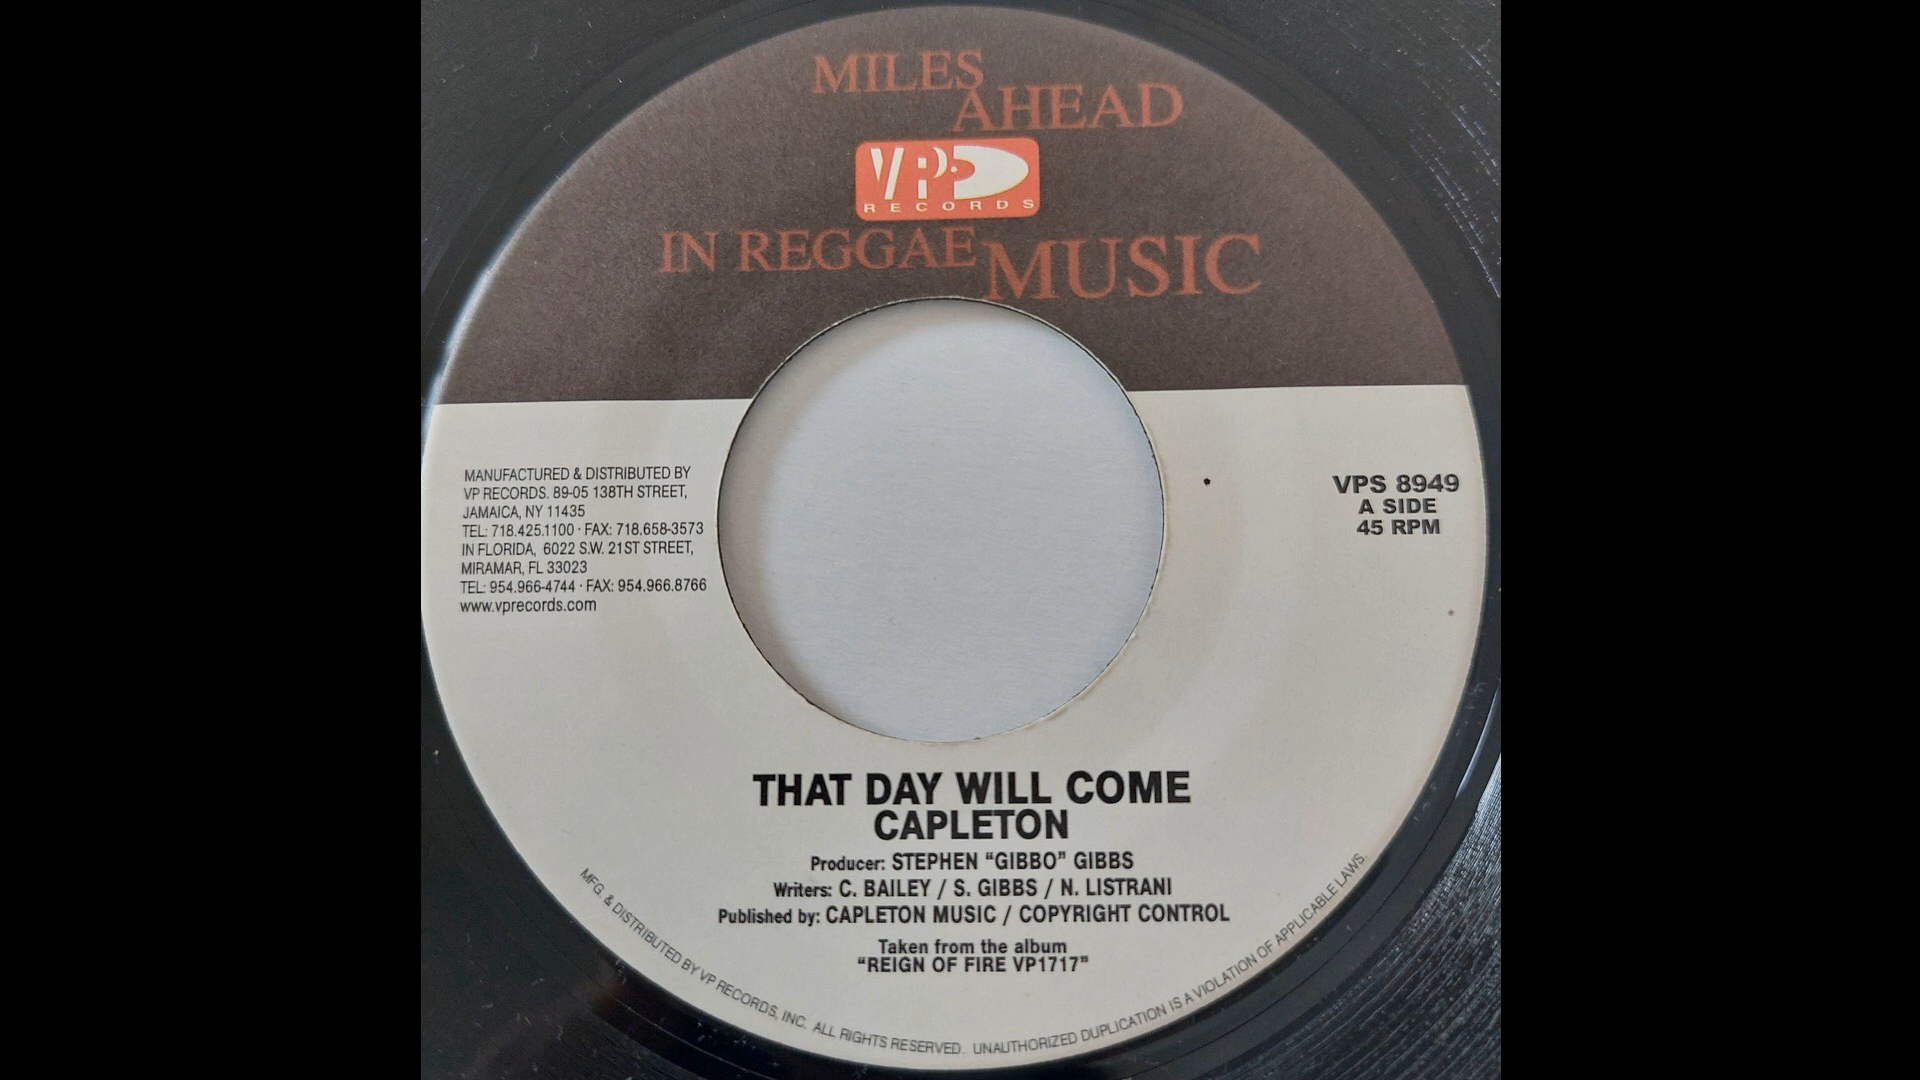 MILES
AHEAD
VP
RECORDS
IN REGGAE
MUSIC
MANUFACTURED & DISTRIBUTED BY
VP RECORDS. 89-05 138TH STREET,
JAMAICA, NY 11435
TEL: 718.425.1100 · FAX: 718.658-3573
IN FLORIDA, 6022 S.W. 21ST STREET,
MIRAMAR, FL 33023
TEL: 954.966-4744 · FAX: 954.966.8766
www.vprecords.com
VPS 8949
A SIDE
45 RPM
THAT DAY WILL COME
CAPLETON
Producer: STEPHEN “GIBBO” GIBBS
Writers: C. BAILEY / S. GIBBS / N. LISTRANI
Published by: CAPLETON MUSIC / COPYRIGHT CONTROL
Taken from the album
“REIGN OF FIRE VP1717”
MFG. & DISTRIBUTED BY VP RECORDS, INC. ALL RIGHTS RESERVED. UNAUTHORIZED DUPLICATION IS A VIOLATION OF APPLICABLE LAWS.